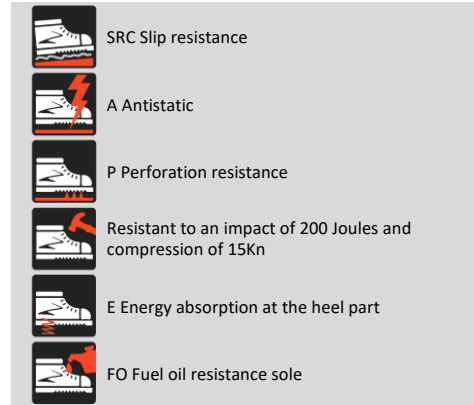 SRC Slip resistance
A Antistatic
P Perforation resistance
Resistant to an impact of 200 Joules and
compression of 15Kn
E Energy absorption at the heel part
FO Fuel oil resistance sole